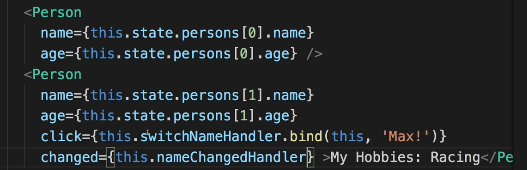 <Person
name={this.state.persons[0].name}
age={this.state.persons[0].age} />
<Person
name={this.state.persons[1].name}
age={this.state.persons[1].age}
click={this.switchNameHandler.bind(this, 'Max!')}
changed={this.nameChangedHandler} >My Hobbies: Racing</Pe